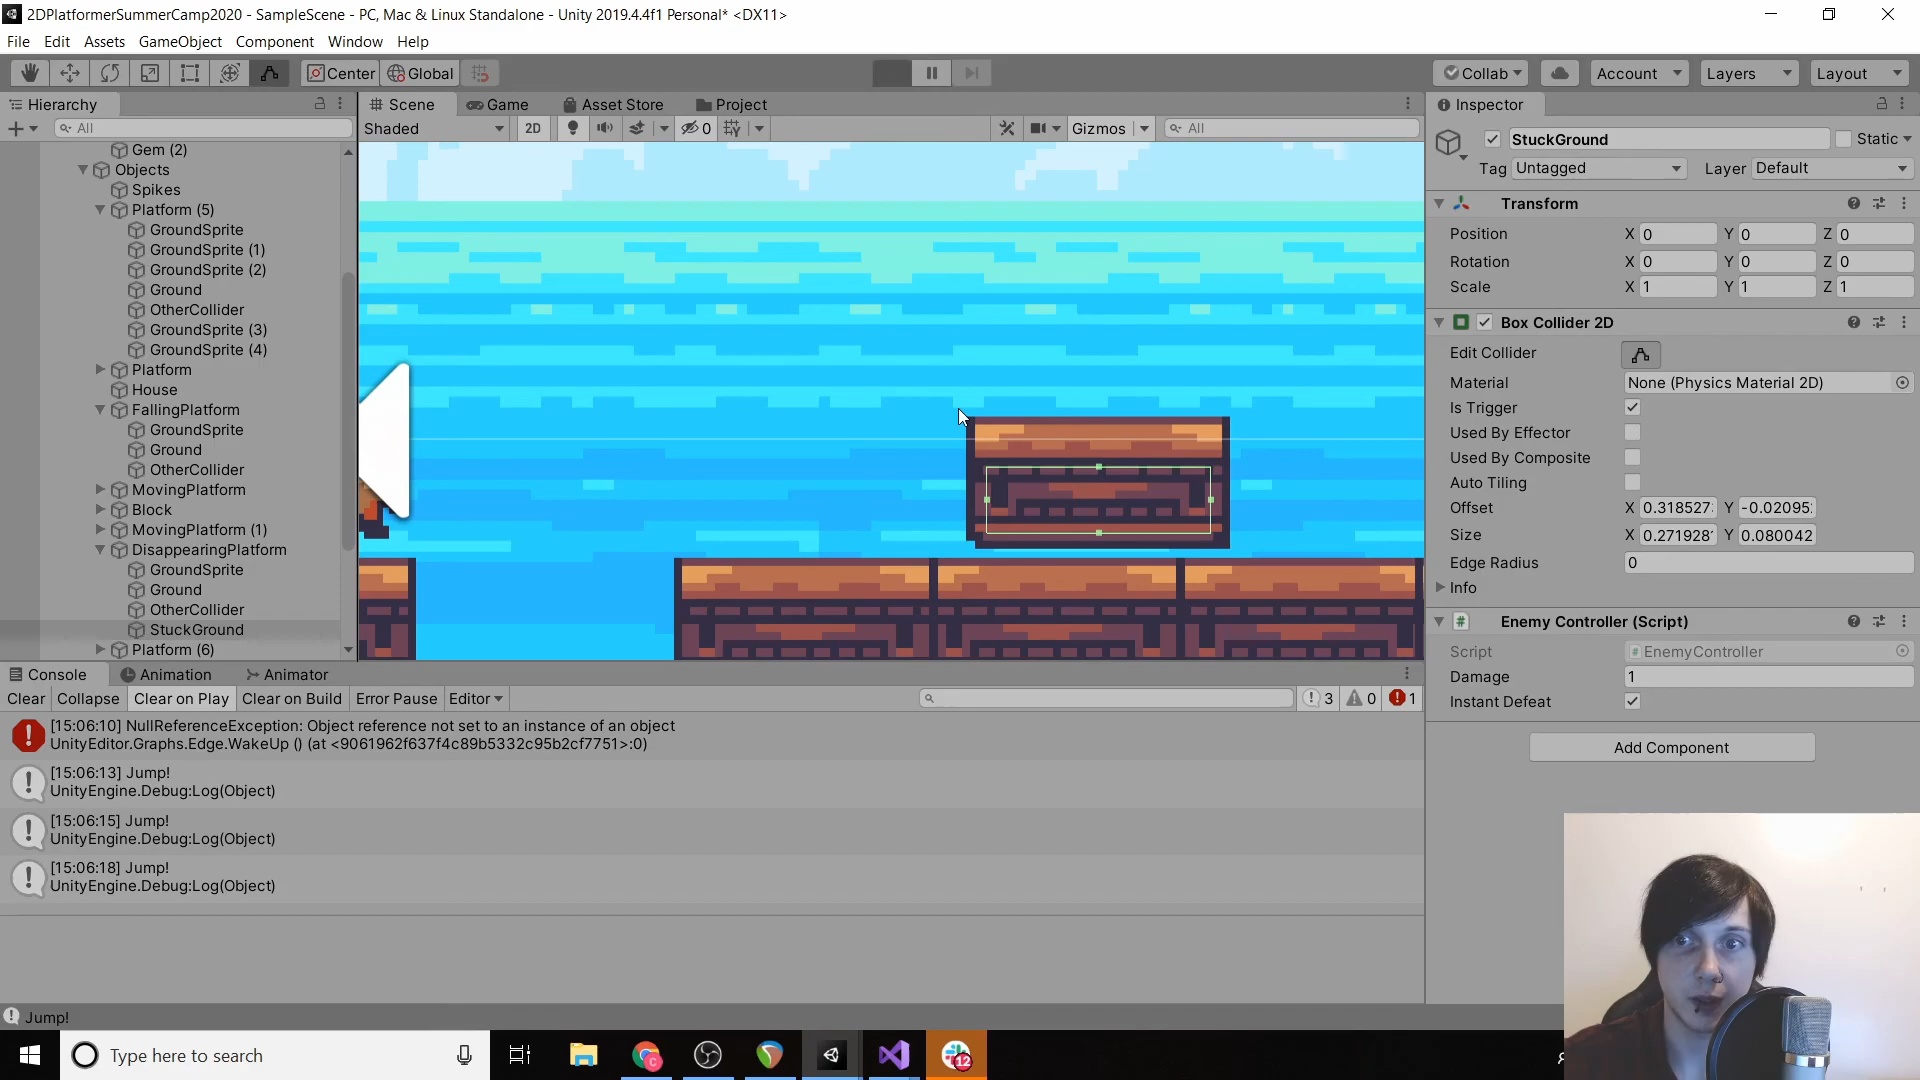 2DPlatformerSummerCamp2020 - SampleScene - PC, Mac & Linux Standalone - Unity 2019.4.4f1 Personal* <DX11>
File Edit Assets GameObject Component Window Help
Center Global Collab Account Layers Layout
Hierarchy
All
Gem (2)
Objects
Spikes
Platform (5)
GroundSprite
GroundSprite (1)
GroundSprite (2)
Ground
OtherCollider
GroundSprite (3)
GroundSprite (4)
Platform
House
FallingPlatform
GroundSprite
Ground
OtherCollider
MovingPlatform
Block
MovingPlatform (1)
DisappearingPlatform
GroundSprite
Ground
OtherCollider
StuckGround
Platform (6)
Scene Game Asset Store Project
Shaded 2D 0 Gizmos All
Inspector
StuckGround Static
Tag Untagged Layer Default
Transform
Position X 0 Y 0 Z 0
Rotation X 0 Y 0 Z 0
Scale X 1 Y 1 Z 1
Box Collider 2D
Edit Collider
Material None (Physics Material 2D)
Is Trigger
Used By Effector
Used By Composite
Auto Tiling
Offset X 0.318527 Y -0.02095
Size X 0.271928 Y 0.080042
Edge Radius 0
Info
Enemy Controller (Script)
Script EnemyController
Damage 1
Instant Defeat
Add Component
Console Animation Animator
Clear Collapse Clear on Play Clear on Build Error Pause Editor 3 0 1
[15:06:10] NullReferenceException: Object reference not set to an instance of an object
UnityEditor.Graphs.Edge.WakeUp () (at <9061962f637f4c89b5332c95b2cf7751>:0)
[15:06:13] Jump!
UnityEngine.Debug:Log(Object)
[15:06:15] Jump!
UnityEngine.Debug:Log(Object)
[15:06:18] Jump!
UnityEngine.Debug:Log(Object)
Jump!
Type here to search
12